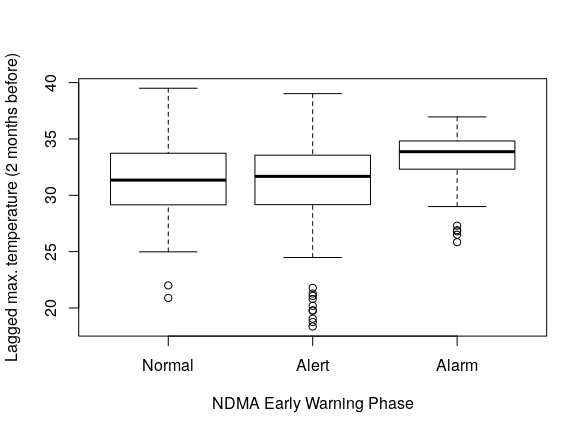 Lagged max. temperature (2 months before)
40
35
30
25
20
Normal Alert Alarm
NDMA Early Warning Phase